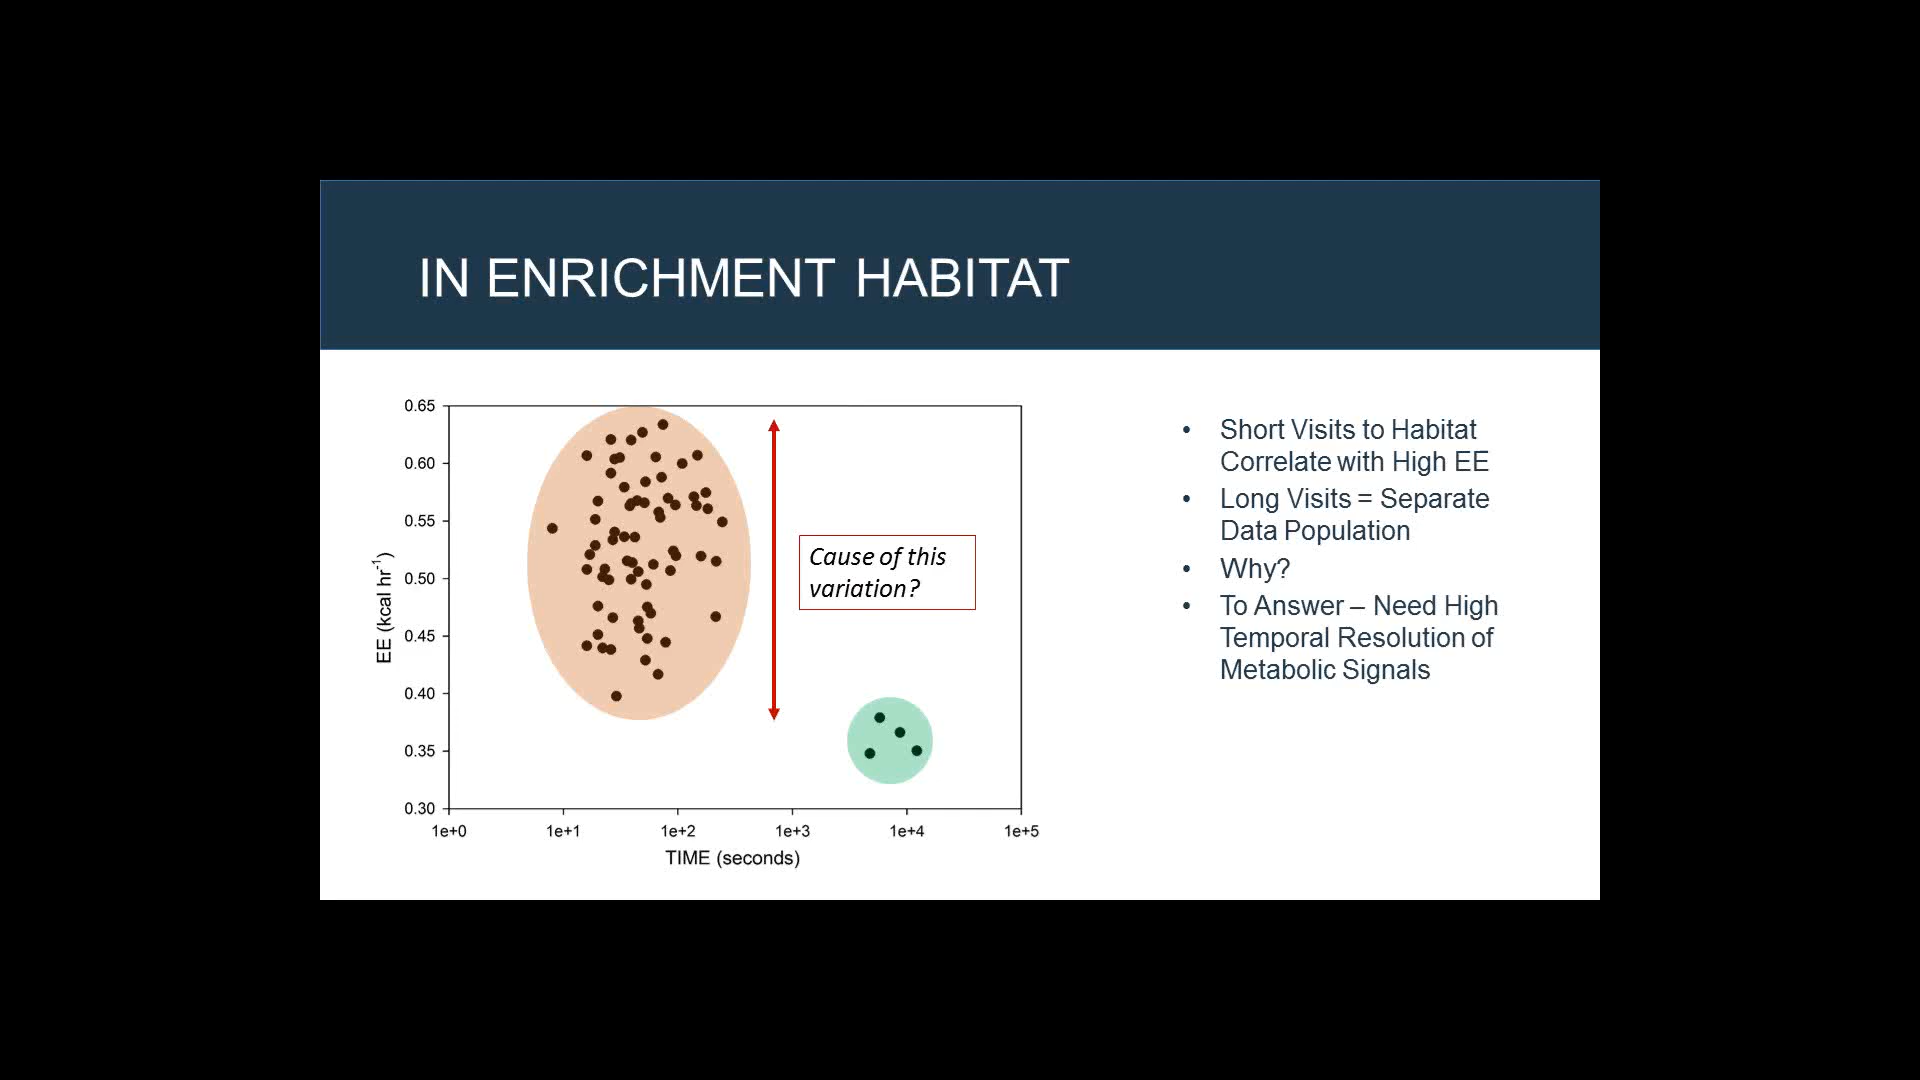 IN ENRICHMENT HABITAT
0.65
0.60
0.55
0.50
0.45
0.40
0.35
0.30
EE (kcal hr-1)
1e+0 1e+1 1e+2 1e+3 1e+4 1e+5
TIME (seconds)
Cause of this
variation?
• Short Visits to Habitat
Correlate with High EE
• Long Visits = Separate
Data Population
• Why?
• To Answer – Need High
Temporal Resolution of
Metabolic Signals